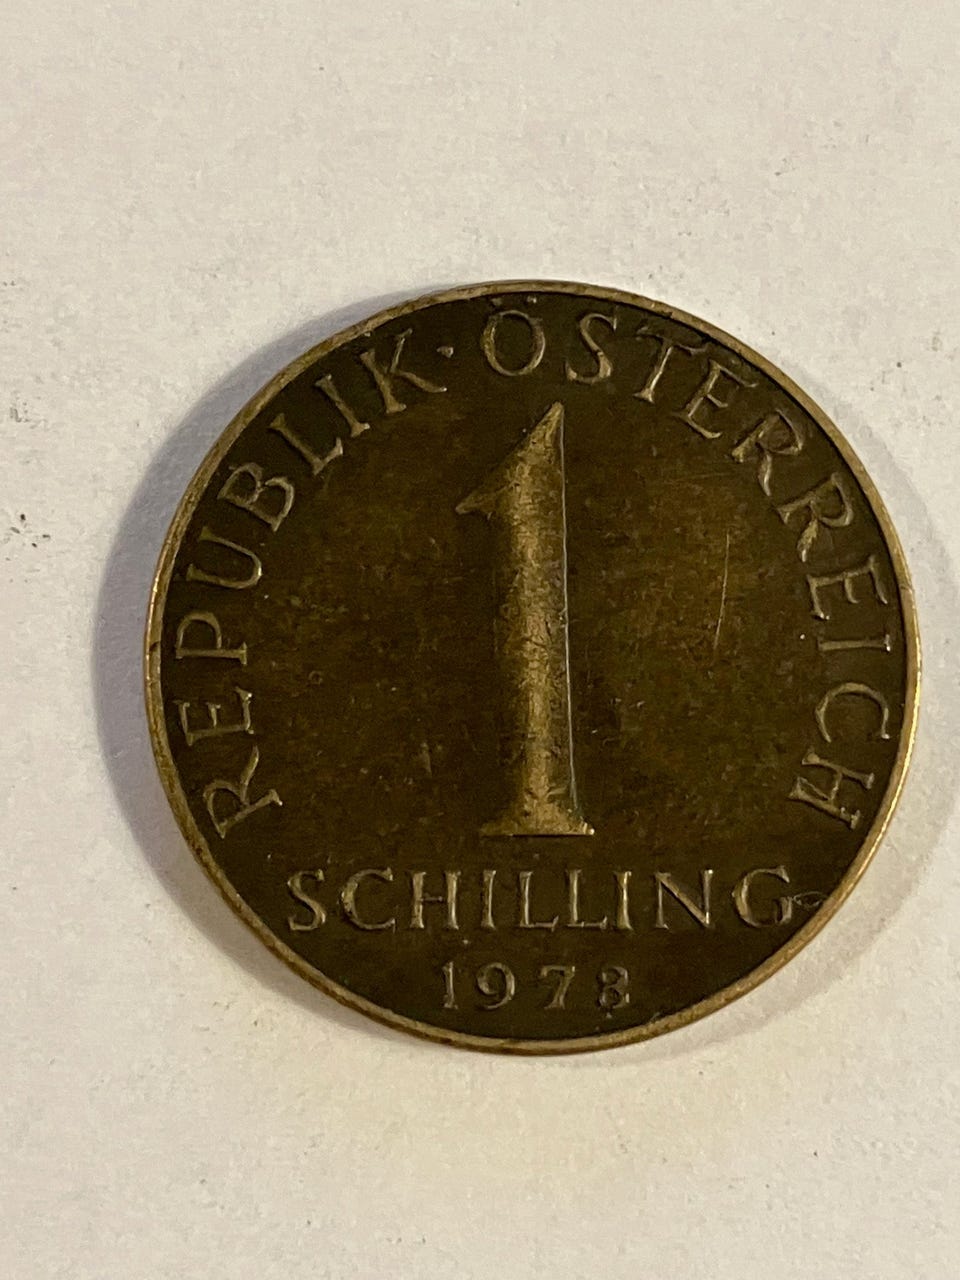 REPUBLIK · ÖSTERREICH
1
SCHILLING
1978